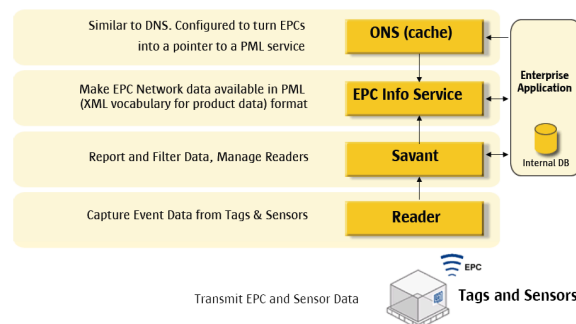 Similar to DNS. Configured to turn EPCs
into a pointer to a PML service
ONS (cache)
Make EPC Network data available in PML
(XML vocabulary for product data) format
EPC Info Service
Enterprise
Application
Internal DB
Report and Filter Data, Manage Readers
Savant
Capture Event Data from Tags & Sensors
Reader
EPC
Transmit EPC and Sensor Data
Tags and Sensors